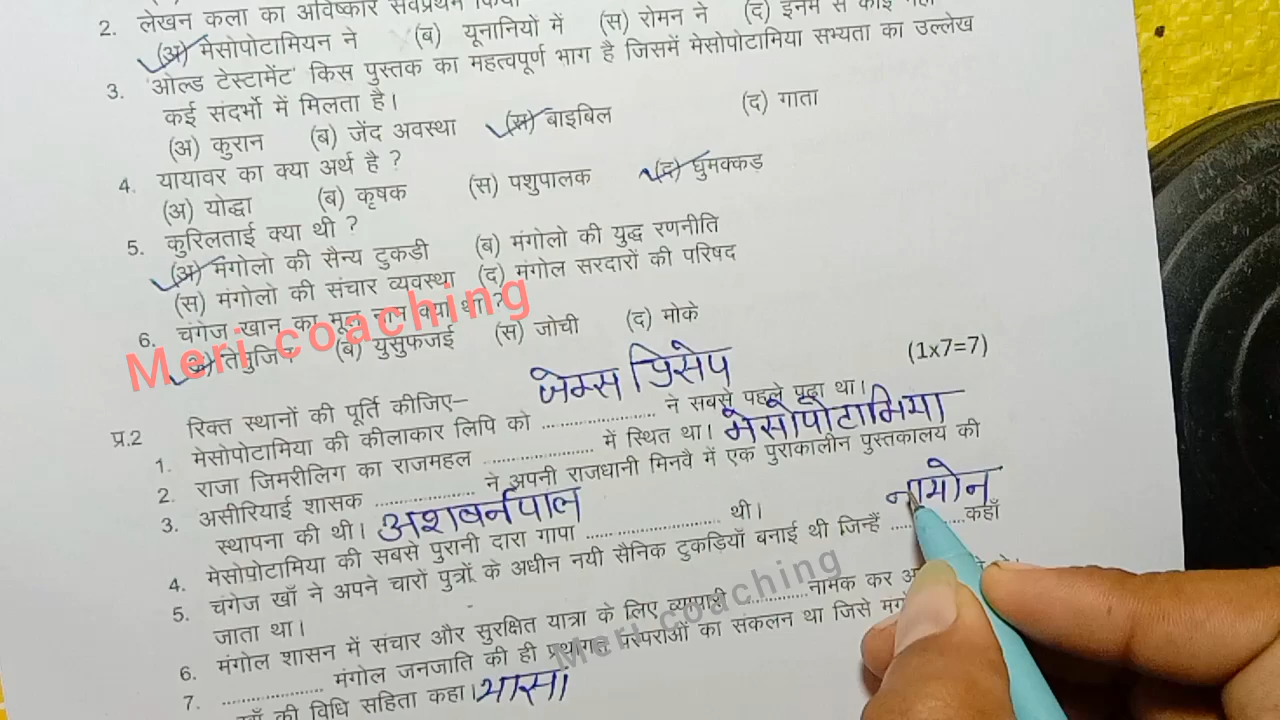 2. लेखन कला का अविष्कार सर्वप्रथम किया
(अ) मेसोपोटामियन ने (ब) यूनानियों में (स) रोमन ने (द) इनमें से कोई नहीं
3. 'ओल्ड टेस्टामेंट' किस पुस्तक का महत्वपूर्ण भाग है जिसमें मेसोपोटामिया सभ्यता का उल्लेख
कई संदर्भो में मिलता है।
(अ) कुरान (ब) जेंद अवस्था (स) बाइबिल (द) गाता
4. यायावर का क्या अर्थ है ?
(अ) योद्धा (ब) कृषक (स) पशुपालक (द) घुमक्कड़
5. कुरिलताई क्या थी ?
(अ) मंगोलो की सैन्य टुकडी (ब) मंगोलो की युद्ध रणनीति
(स) मंगोलो की संचार व्यवस्था (द) मंगोल सरदारों की परिषद
6. चंगेज खान का मूल नाम क्या था ?
(अ) तिमुजिन (ब) युसुफजई (स) जोची (द) मोके
Meri coaching
प्र.2 रिक्त स्थानों की पूर्ति कीजिए– (1x7=7)
जेम्स प्रिंसेप
1. मेसोपोटामिया की कीलाकार लिपि को .................... ने सबसे पहले पढ़ा था।
2. राजा जिमरीलिग का राजमहल .................... में स्थित था। मेसोपोटामिया
3. असीरियाई शासक .................. ने अपनी राजधानी मिनवै में एक पुराकालीन पुस्तकालय की
स्थापना की थी। अशबर्नपाल
4. मेसोपोटामिया की सबसे पुरानी दारा गापा ........................ थी।
नामोन
5. चंगेज खाँ ने अपने चारों पुत्रों के अधीन नयी सैनिक टुकड़ियाँ बनाई थी जिन्हैं ............. कहाँ
जाता था।
6. मंगोल शासन में संचार और सुरक्षित यात्रा के लिए व्यापारी ............ नामक कर
Meri coaching
7. .................. मंगोल जनजाति की ही प्रथागत परंपराओं का संकलन था जिसे
खाँ की विधि सहिता कहा। यासा